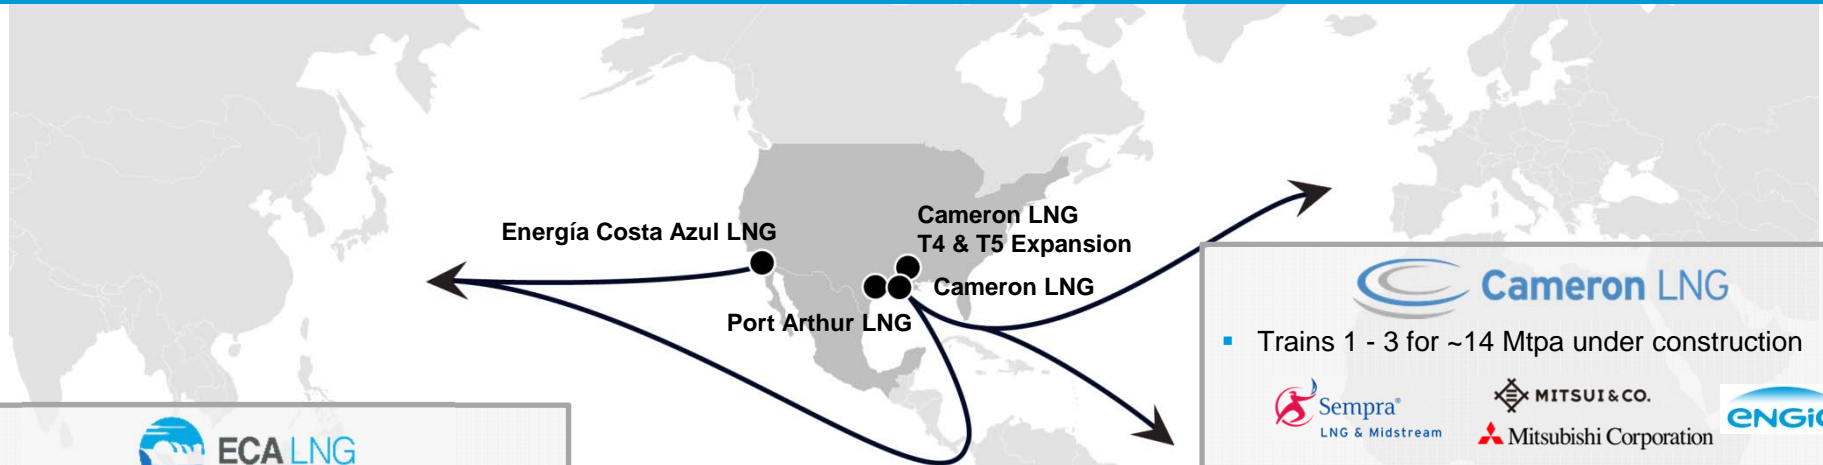 Energía Costa Azul LNG
Cameron LNG
T4 & T5 Expansion
Cameron LNG
Port Arthur LNG
Cameron LNG
▪ Trains 1 - 3 for ~14 Mtpa under construction
Sempra®
LNG & Midstream
MITSUI & CO.
Mitsubishi Corporation
ECA LNG